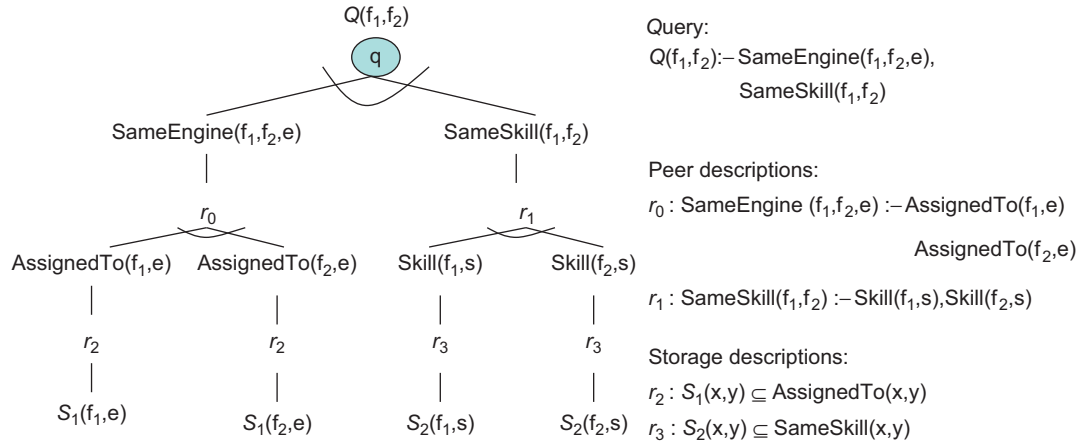 Q(f₁,f₂)
q
SameEngine(f₁,f₂,e) SameSkill(f₁,f₂)
r₀ r₁
AssignedTo(f₁,e) AssignedTo(f₂,e) Skill(f₁,s) Skill(f₂,s)
r₂ r₂ r₃ r₃
S₁(f₁,e) S₁(f₂,e) S₂(f₁,s) S₂(f₂,s)
Query:
Q(f₁,f₂):– SameEngine(f₁,f₂,e),
SameSkill(f₁,f₂)
Peer descriptions:
r₀ : SameEngine (f₁,f₂,e) :– AssignedTo(f₁,e)
AssignedTo(f₂,e)
r₁ : SameSkill(f₁,f₂) :– Skill(f₁,s),Skill(f₂,s)
Storage descriptions:
r₂ : S₁(x,y) ⊆ AssignedTo(x,y)
r₃ : S₂(x,y) ⊆ SameSkill(x,y)